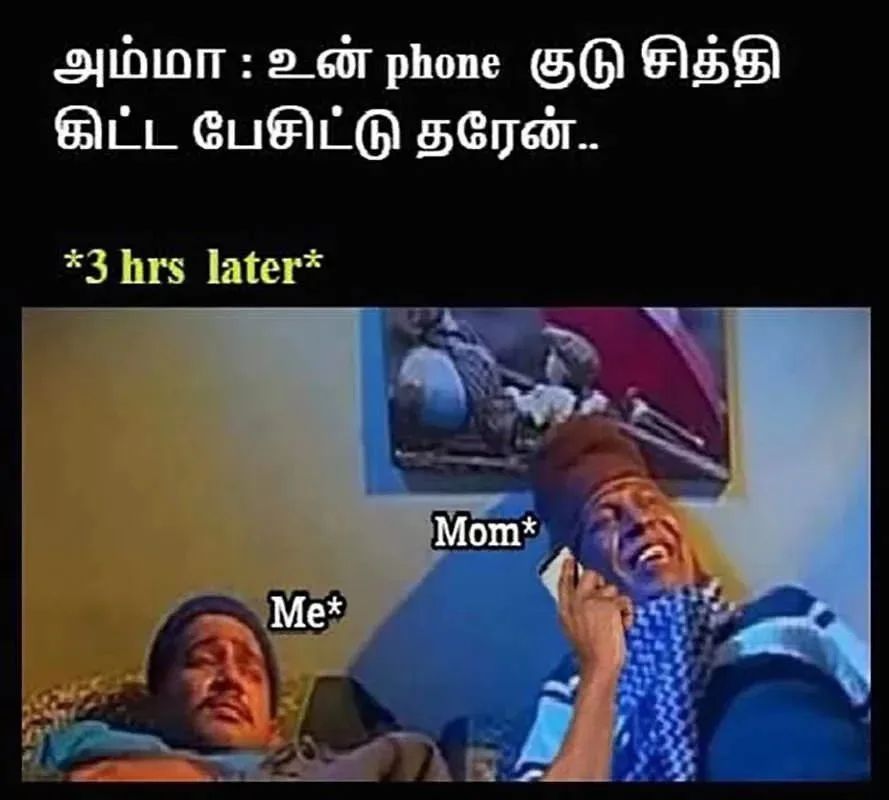 அம்மா : உன் phone குடு சித்தி
கிட்ட பேசிட்டு தரேன்..
*3 hrs later*
Mom*
Me*